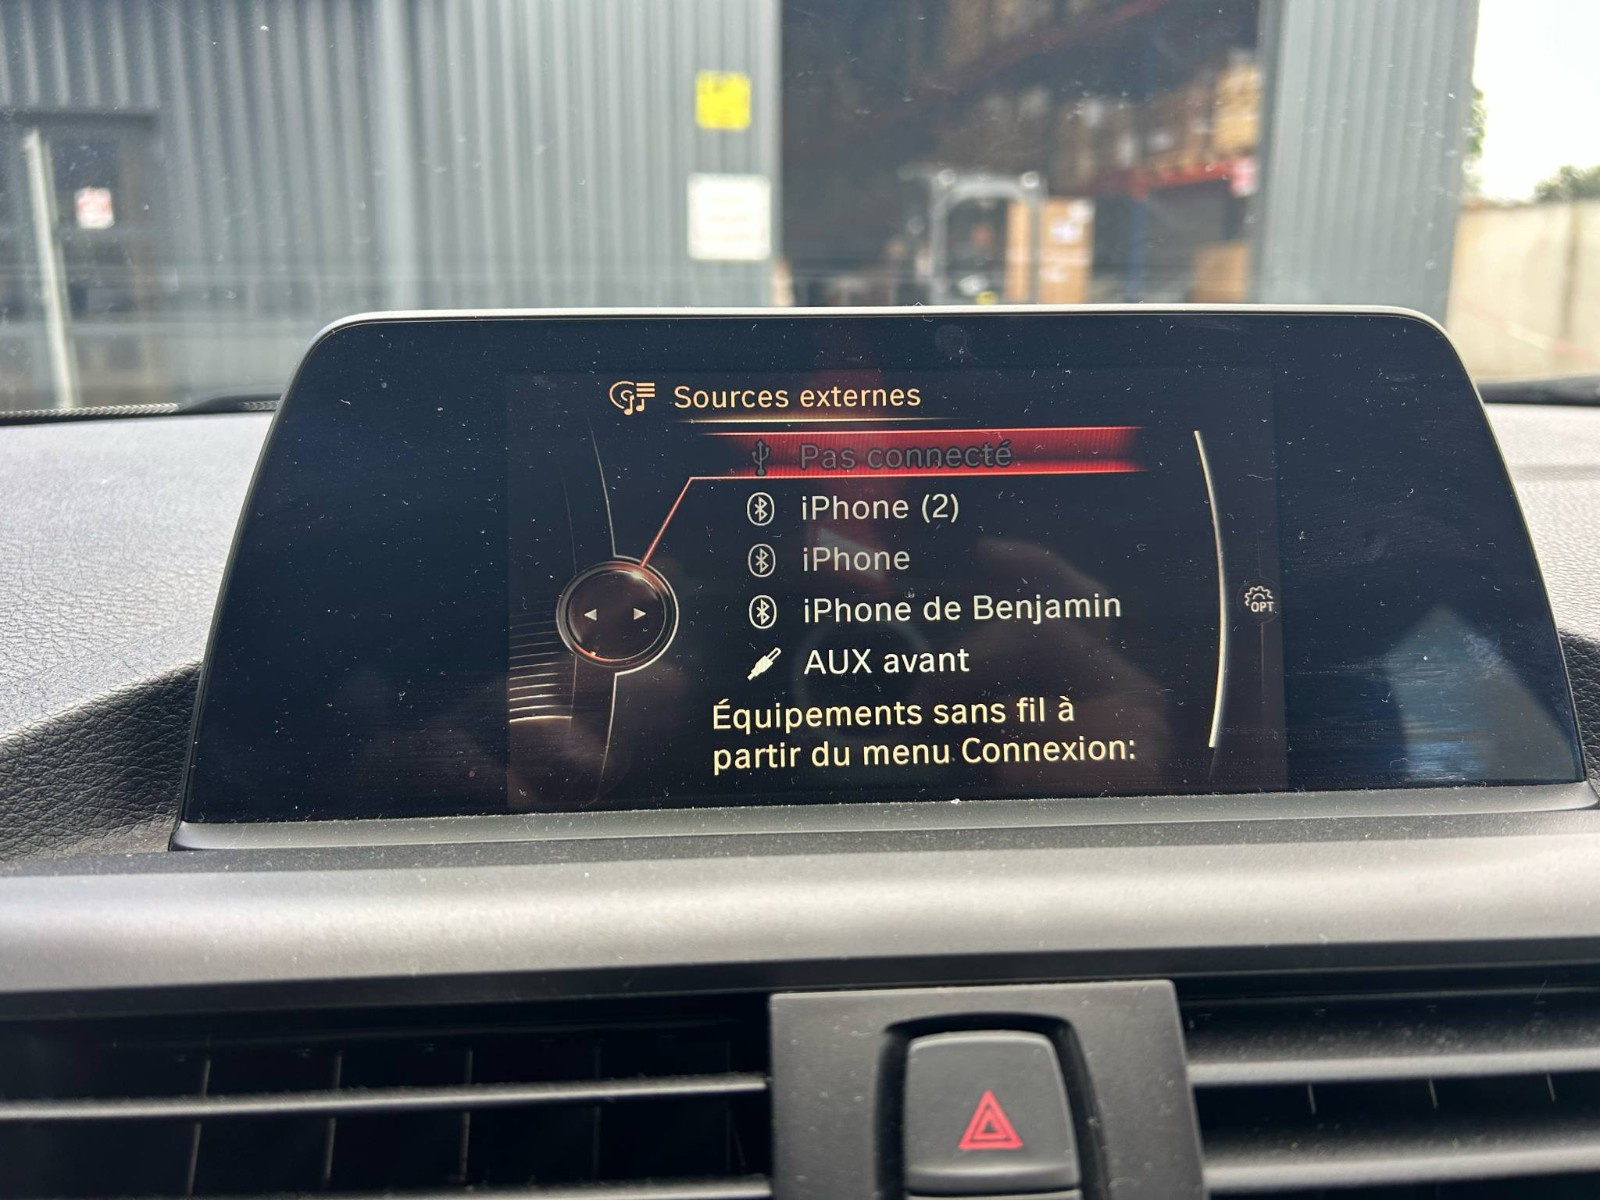 Sources externes
Pas connecté
iPhone (2)
iPhone
iPhone de Benjamin
AUX avant
Équipements sans fil à
partir du menu Connexion:
OPT